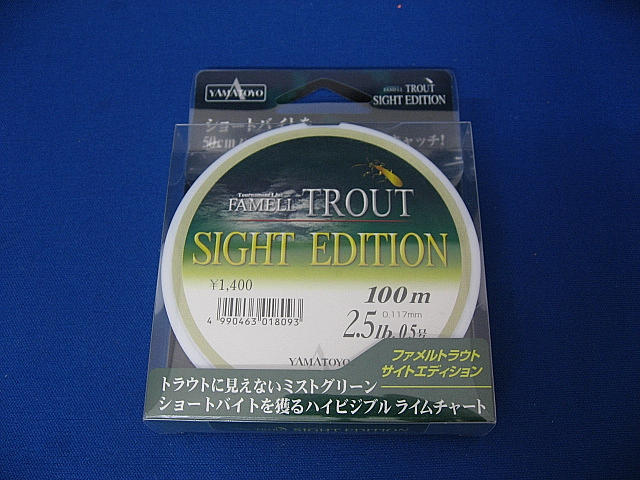 YAMATOYO
FAMELL TROUT
SIGHT EDITION
ショートバイトを
50cm
キャッチ!
Tournament Line
FAMELL TROUT
SIGHT EDITION
¥1,400
4 990463 018093
100m
0.117mm
2.5lb. 0.5号
YAMATOYO
ファメルトラウト
サイトエディション
トラウトに見えないミストグリーン
ショートバイトを獲るハイビジブル ライムチャート
SIGHT EDITION